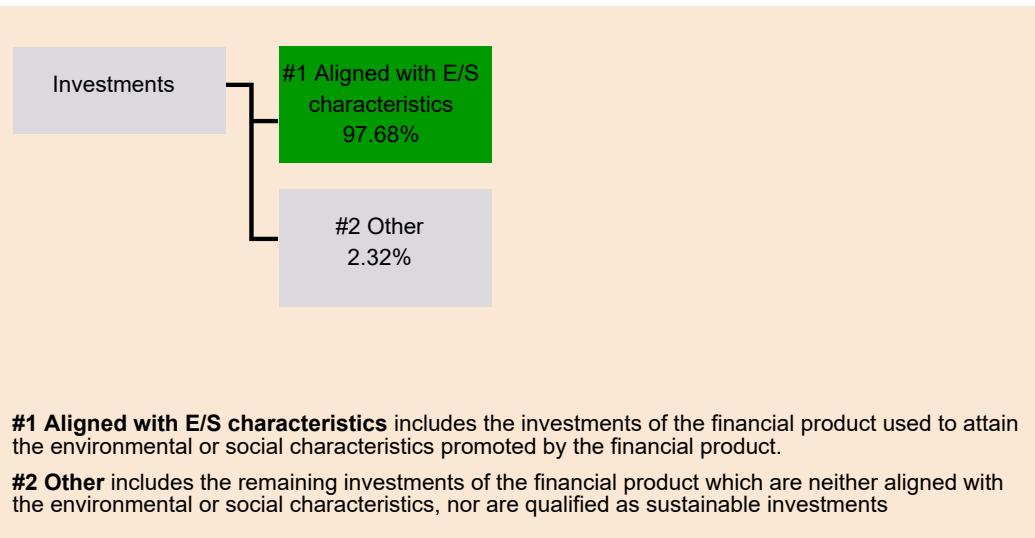 Investments
#1 Aligned with E/S
characteristics
97.68%
#2 Other
2.32%
#1 Aligned with E/S characteristics includes the investments of the financial product used to attain
the environmental or social characteristics promoted by the financial product.
#2 Other includes the remaining investments of the financial product which are neither aligned with
the environmental or social characteristics, nor are qualified as sustainable investments